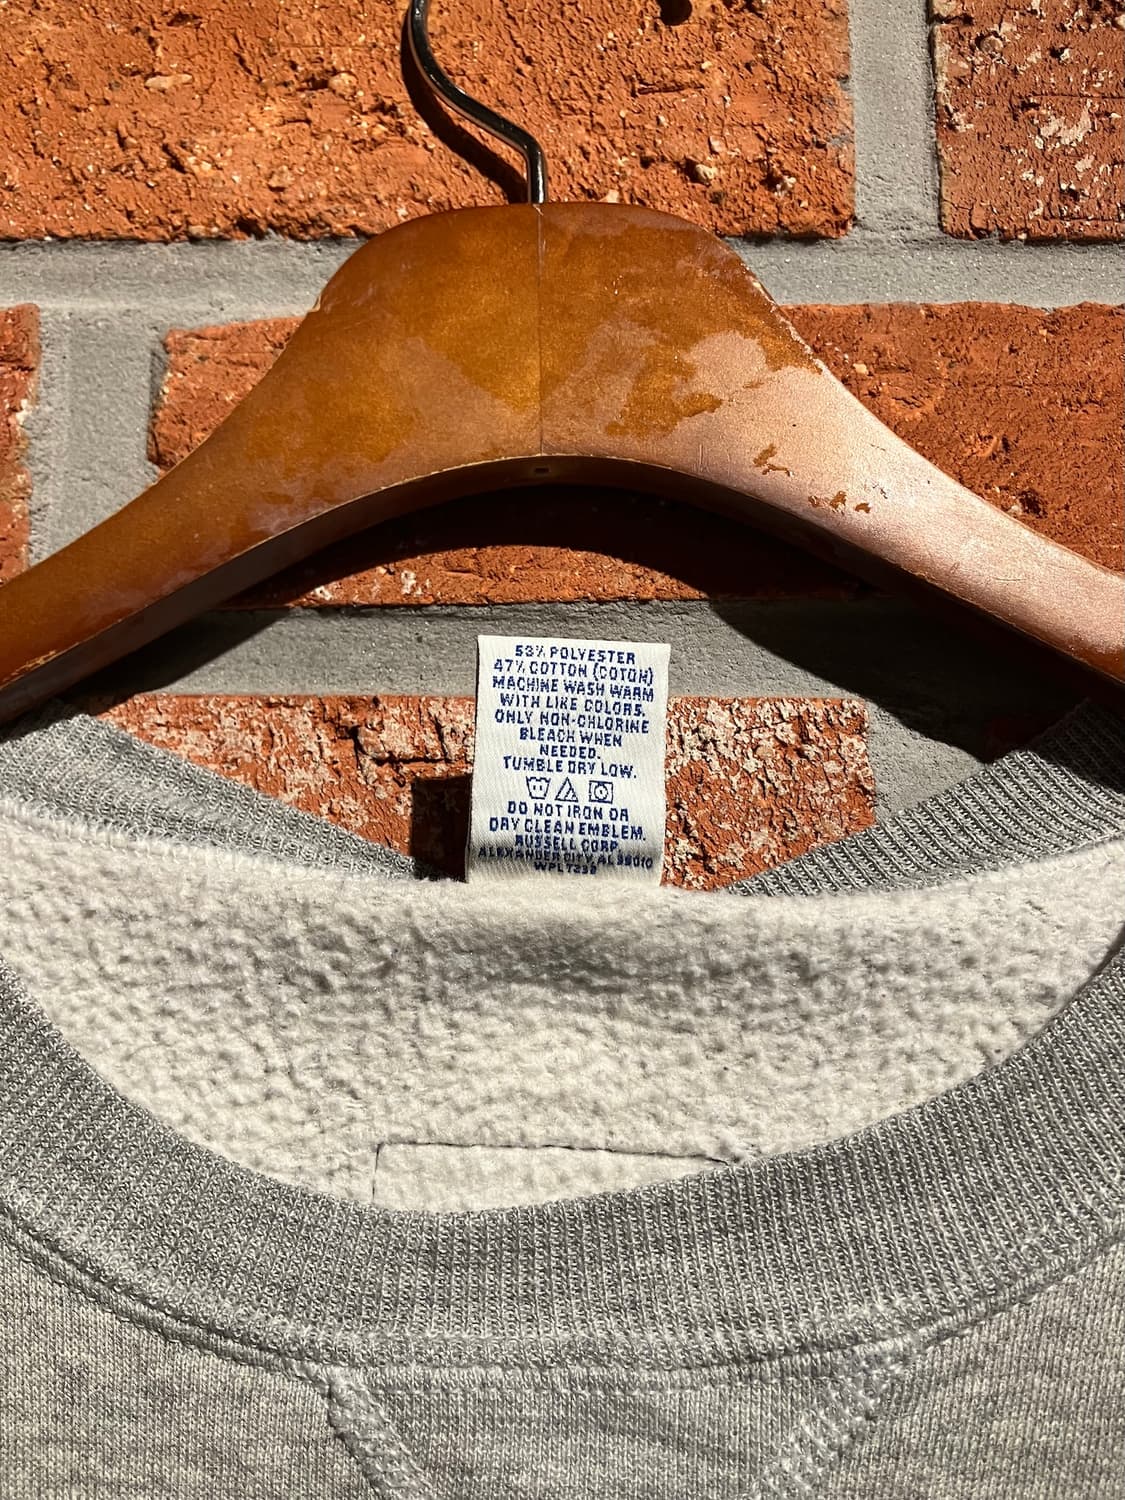 53% POLYESTER
47% COTTON (COTON)
MACHINE WASH WARM
WITH LIKE COLORS,
ONLY NON-CHLORINE
BLEACH WHEN
NEEDED.
TUMBLE DRY LOW.
DO NOT IRON OR
DRY CLEAN EMBLEM.
RUSSELL CORP.
ALEXANDER CITY, AL 35010